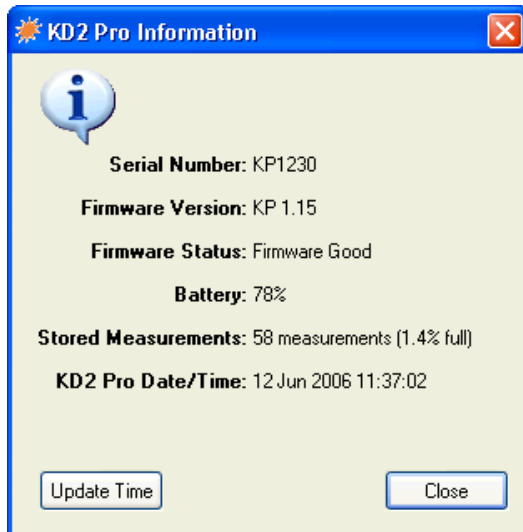 KD2 Pro Information
Serial Number: KP1230
Firmware Version: KP 1.15
Firmware Status: Firmware Good
Battery: 78%
Stored Measurements: 58 measurements (1.4% full)
KD2 Pro Date/Time: 12 Jun 2006 11:37:02
Update Time Close